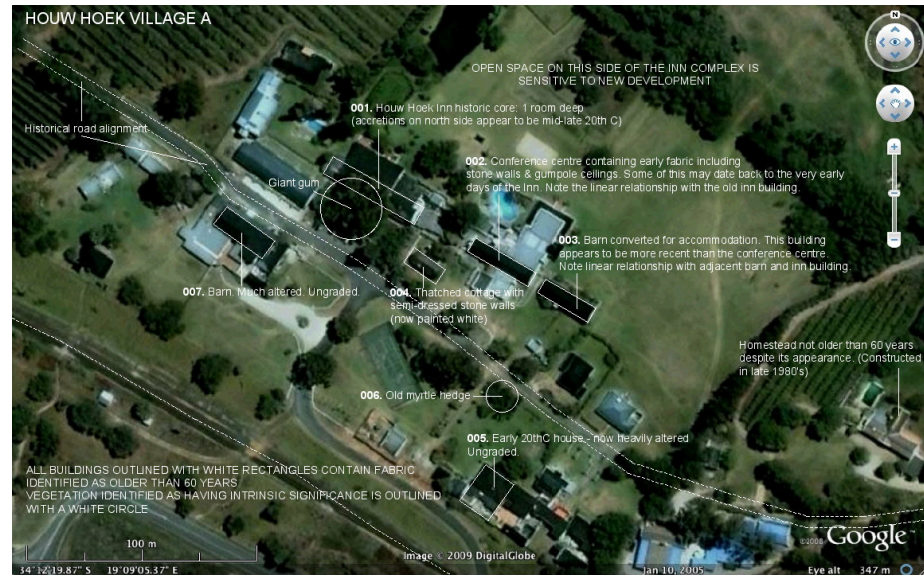 HOUW HOEK VILLAGE A
OPEN SPACE ON THIS SIDE OF THE INN COMPLEX IS
SENSITIVE TO NEW DEVELOPMENT
001. Houw Hoek Inn historic core: 1 room deep
(accretions on north side appear to be mid-late 20th C)
Historical road alignment
002. Conference centre containing early fabric including
stone walls & gumpole ceilings. Some of this may date back to the very early
days of the Inn. Note the linear relationship with the old inn building.
Giant gum
003. Barn converted for accommodation. This building
appears to be more recent than the conference centre.
Note linear relationship with adjacent barn and inn building.
007. Barn. Much altered. Ungraded.
004. Thatched cottage with
semi-dressed stone walls
(now painted white)
Homestead not older than 60 years
despite its appearance. (Constructed
in late 1980's)
006. Old myrtle hedge
005. Early 20thC house - now heavily altered
Ungraded.
ALL BUILDINGS OUTLINED WITH WHITE RECTANGLES CONTAIN FABRIC
IDENTIFIED AS OLDER THAN 60 YEARS
VEGETATION IDENTIFIED AS HAVING INTRINSIC SIGNIFICANCE IS OUTLINED
WITH A WHITE CIRCLE
100 m
Image © 2009 DigitalGlobe
©2008 Google
34°12'19.87" S 19°09'05.37" E
Jan 10, 2005
Eye alt 347 m
N